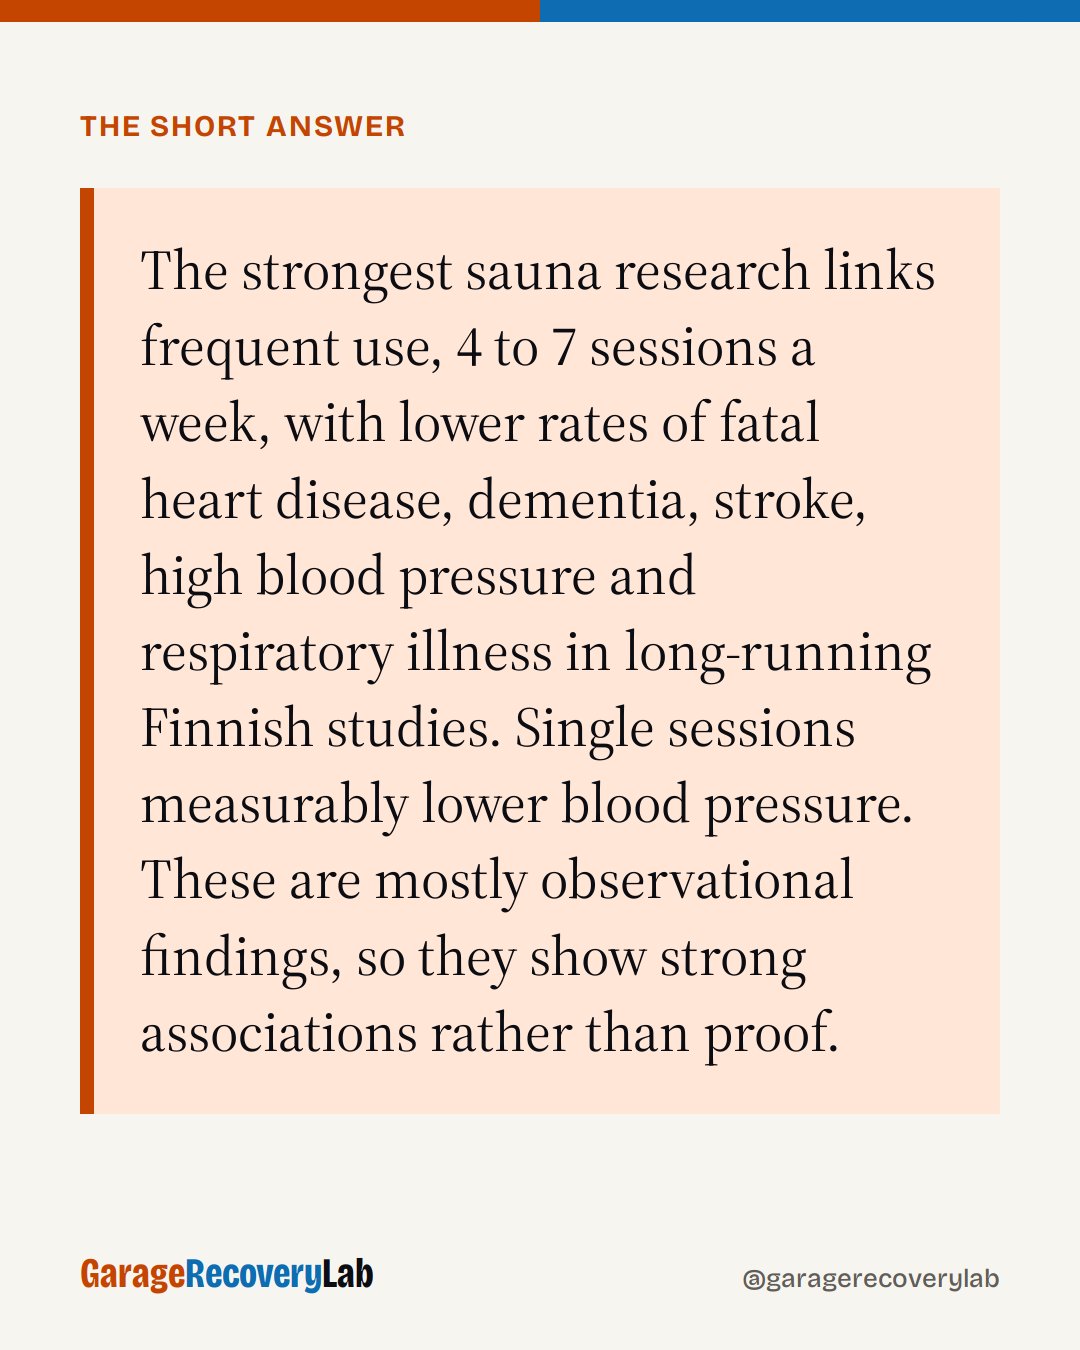 THE SHORT ANSWER
The strongest sauna research links
frequent use, 4 to 7 sessions a
week, with lower rates of fatal
heart disease, dementia, stroke,
high blood pressure and
respiratory illness in long-running
Finnish studies. Single sessions
measurably lower blood pressure.
These are mostly observational
findings, so they show strong
associations rather than proof.
GarageRecoveryLab
@garagerecoverylab